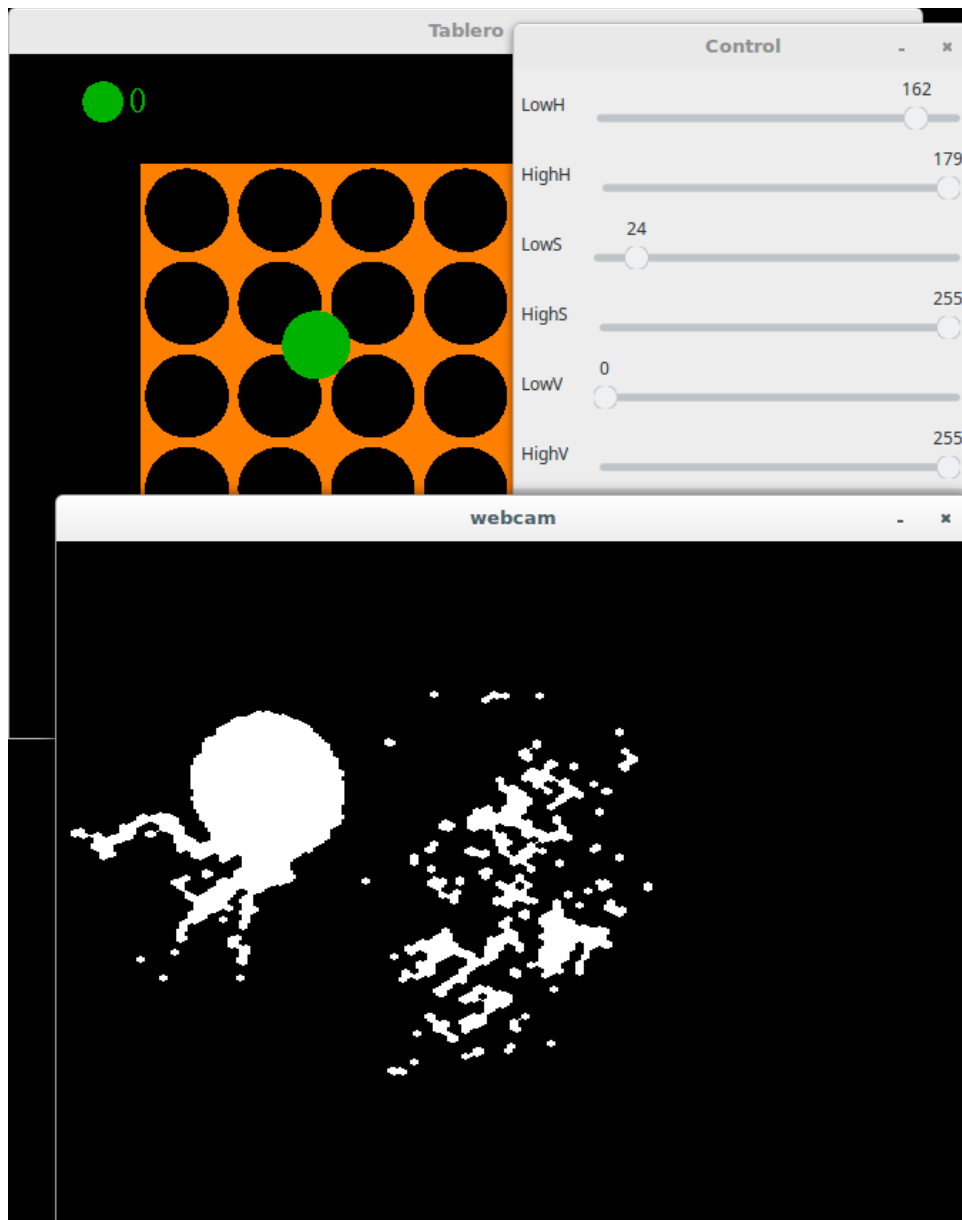 Tablero
Control
0
LowH
162
HighH
179
LowS
24
HighS
255
LowV
0
HighV
255
webcam